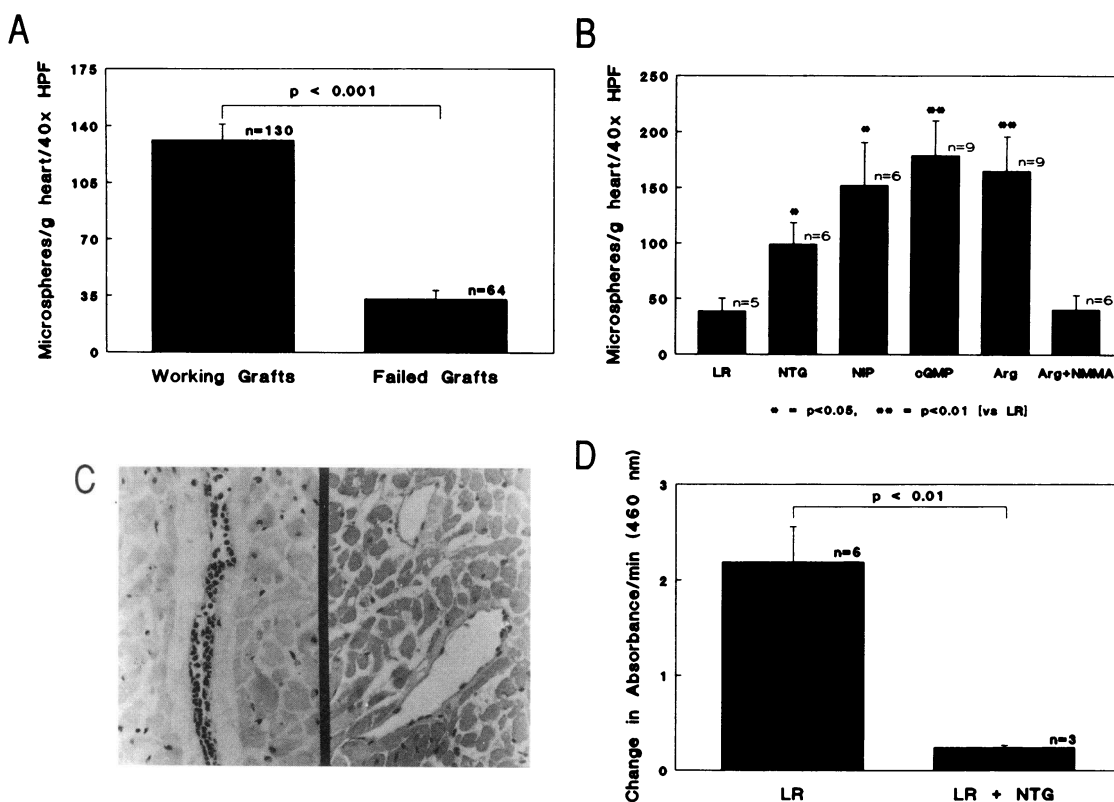 A
Microspheres/g heart/40x HPF
175
140
105
70
35
0
p < 0.001
n=130
n=64
Working Grafts
Failed Grafts
B
Microspheres/g heart/40x HPF
250
200
150
100
50
0
n=5
*
n=6
*
n=6
**
n=9
**
n=9
n=6
LR
NTG
NIP
cGMP
Arg
Arg+NMMA
* = p<0.05, ** = p<0.01 [vs LR]
C
D
Change in Absorbance/min (460 nm)
3
2
1
0
p < 0.01
n=6
n=3
LR
LR + NTG